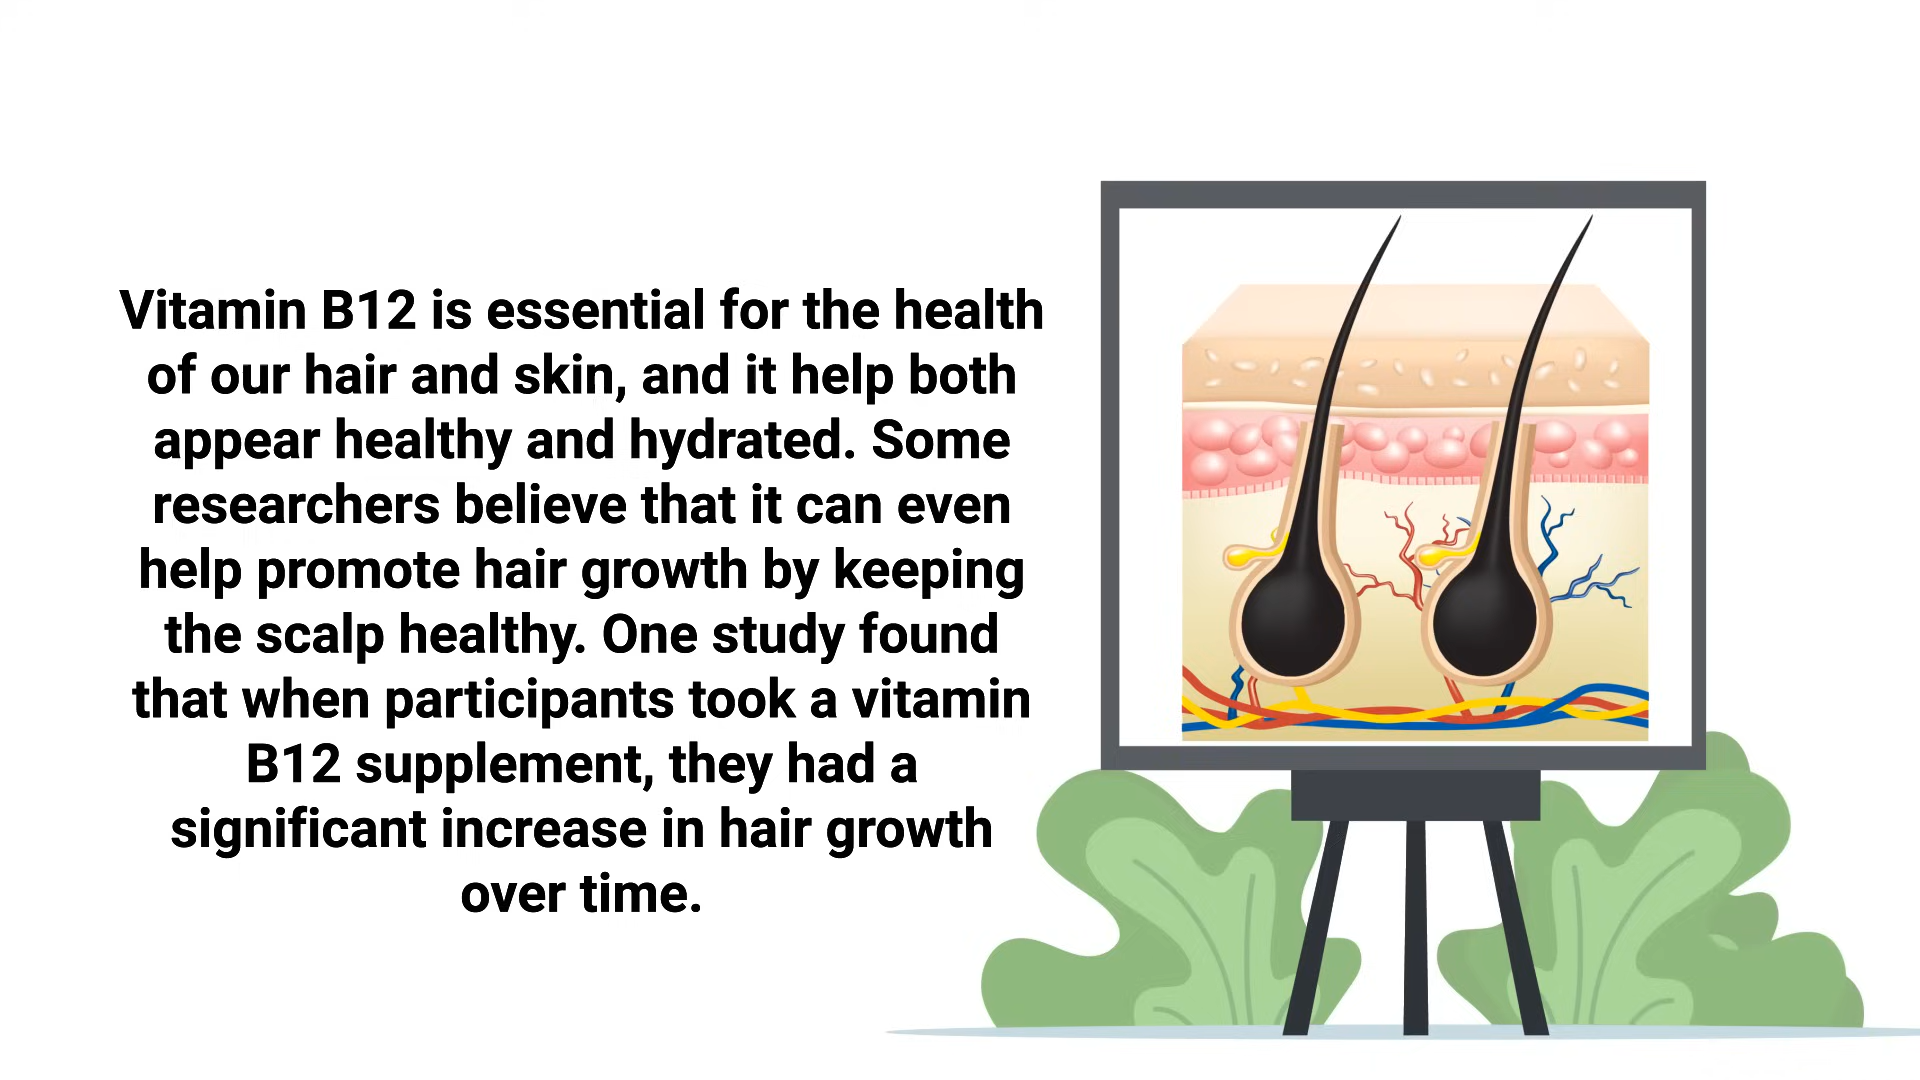 Vitamin B12 is essential for the health
of our hair and skin, and it help both
appear healthy and hydrated. Some
researchers believe that it can even
help promote hair growth by keeping
the scalp healthy. One study found
that when participants took a vitamin
B12 supplement, they had a
significant increase in hair growth
over time.